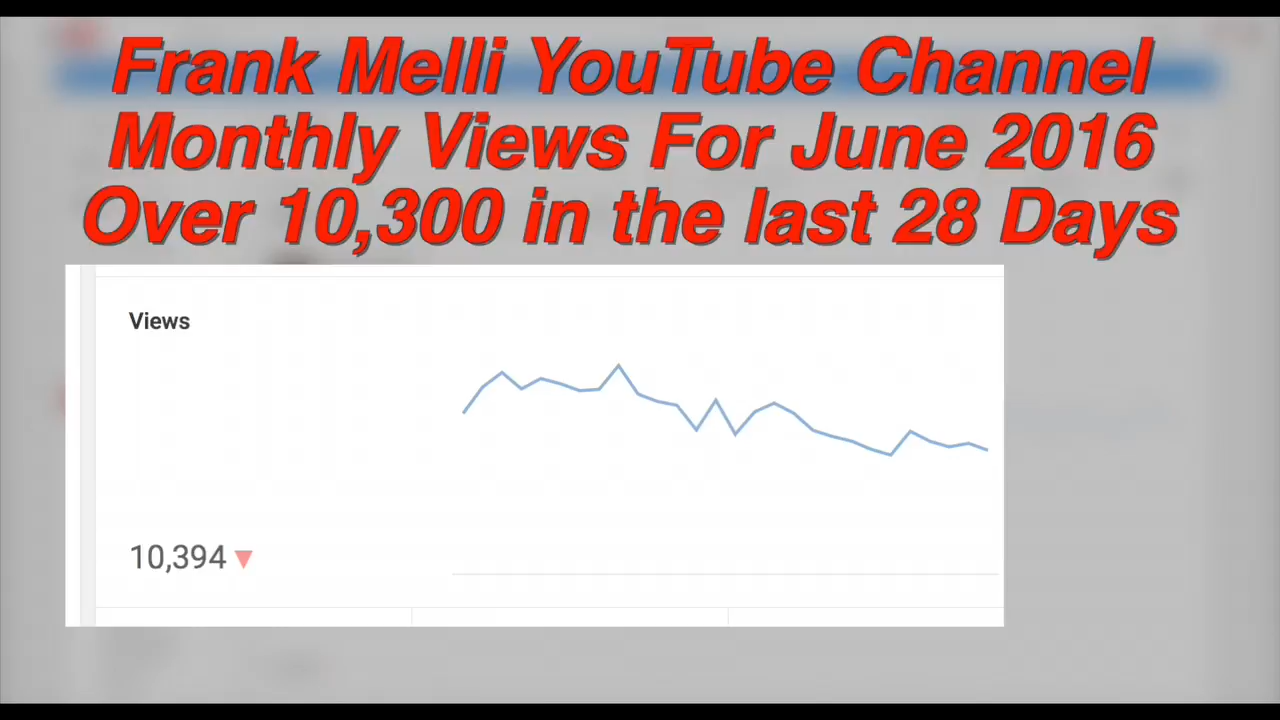 Frank Melli YouTube Channel
Monthly Views For June 2016
Over 10,300 in the last 28 Days
Views
10,394